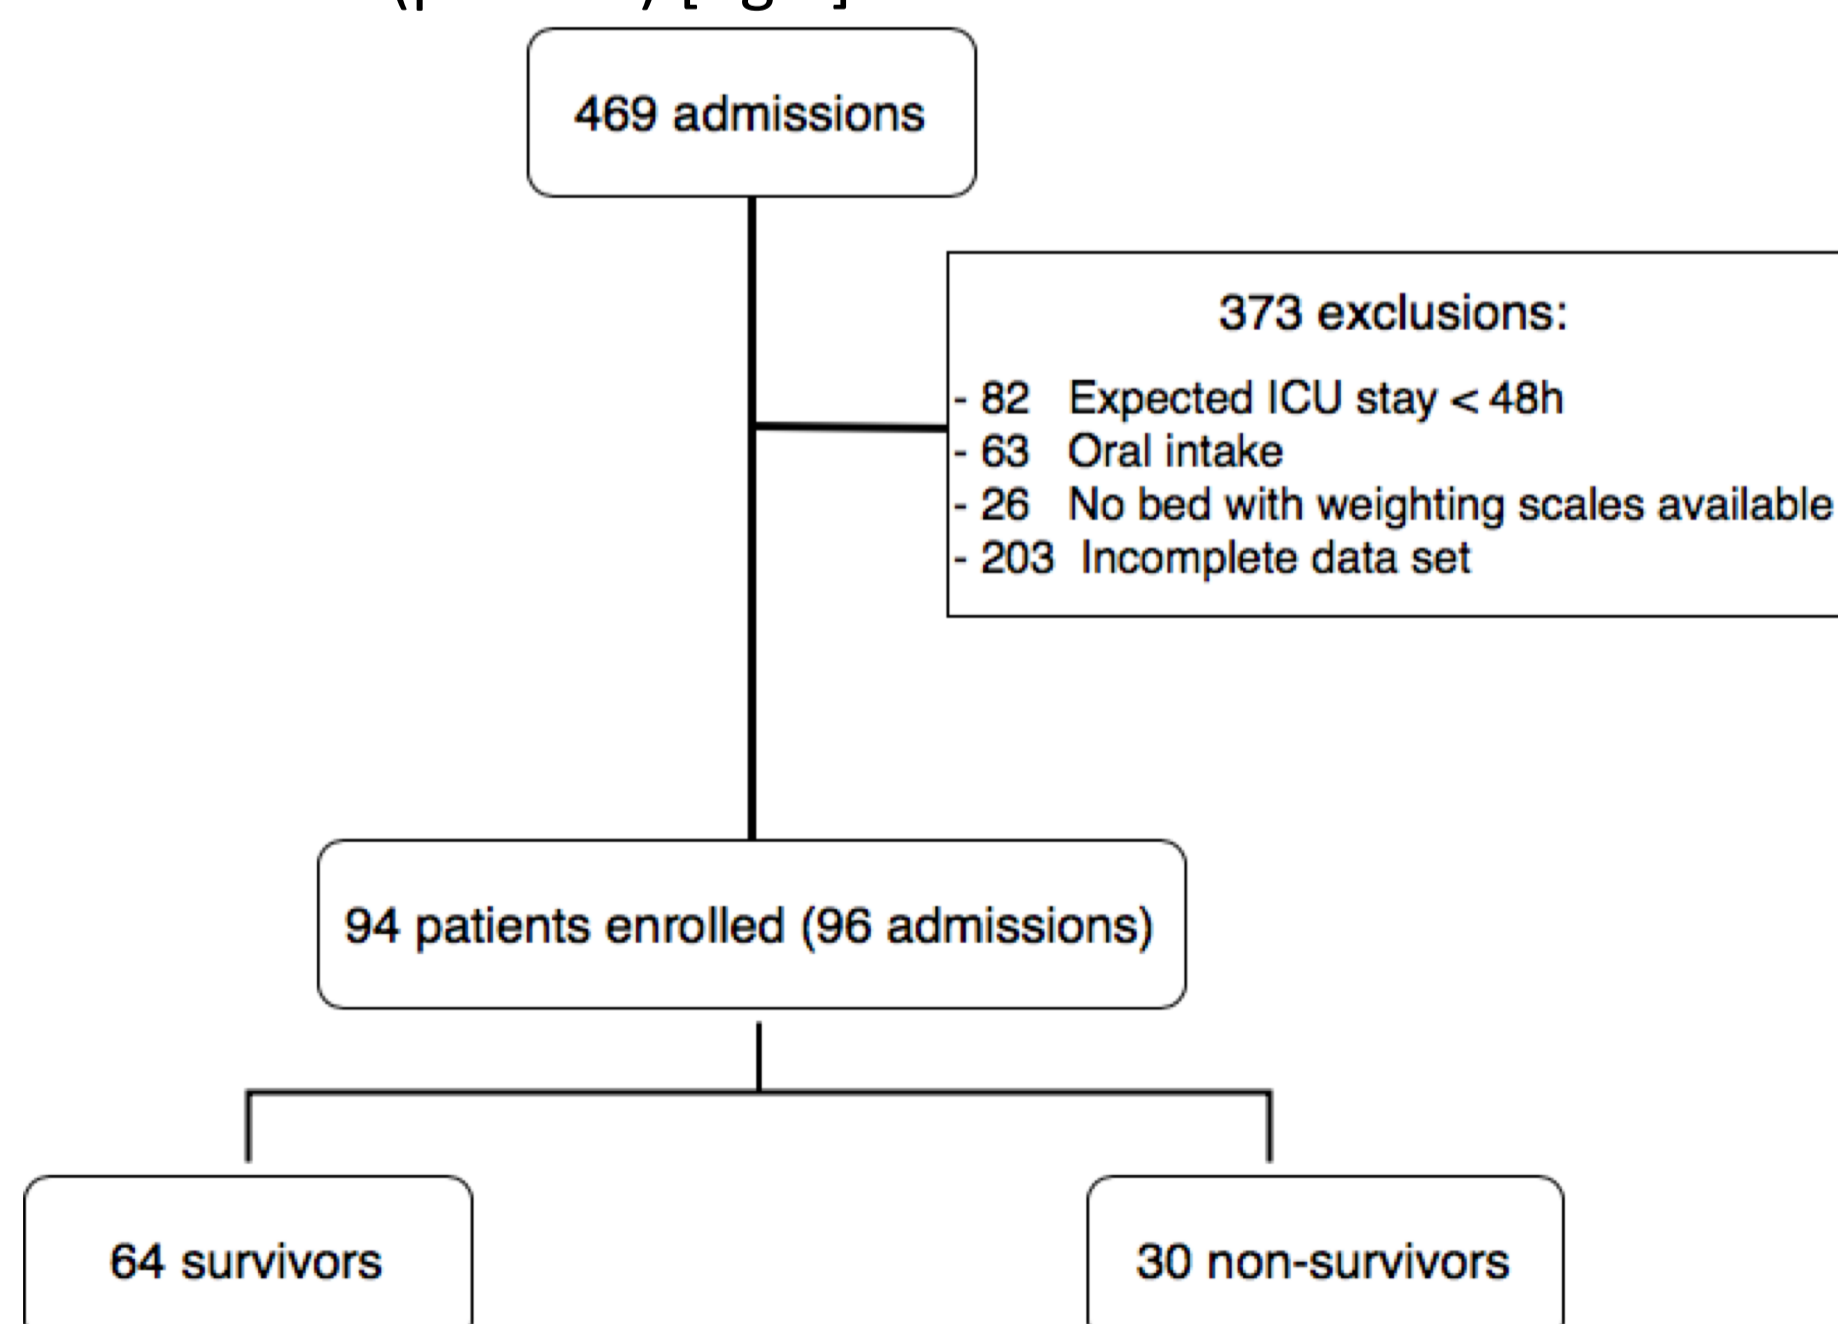 469 admissions
373 exclusions:
- 82 Expected ICU stay < 48h
- 63 Oral intake
- 26 No bed with weighting scales available
- 203 Incomplete data set
94 patients enrolled (96 admissions)
64 survivors
30 non-survivors